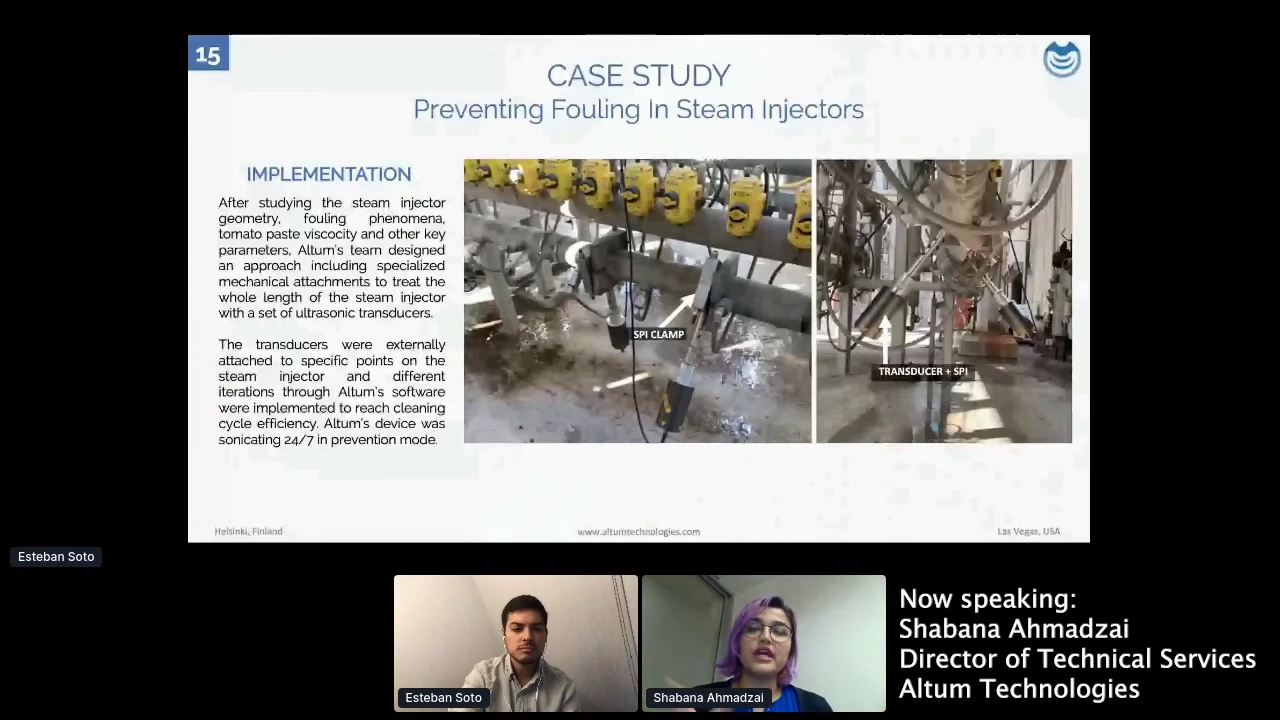 15
CASE STUDY
Preventing Fouling In Steam Injectors
IMPLEMENTATION
After studying the steam injector
geometry, fouling phenomena,
tomato paste viscocity and other key
parameters, Altum's team designed
an approach including specialized
mechanical attachments to treat the
whole length of the steam injector
with a set of ultrasonic transducers.
The transducers were externally
attached to specific points on the
steam injector and different
iterations through Altum's software
were implemented to reach cleaning
cycle efficiency. Altum's device was
sonicating 24/7 in prevention mode.
SPI CLAMP
TRANSDUCER + SPI
Helsinki, Finland
www.altumtechnologies.com
Las Vegas, USA
Esteban Soto
Esteban Soto
Shabana Ahmadzai
Now speaking:
Shabana Ahmadzai
Director of Technical Services
Altum Technologies